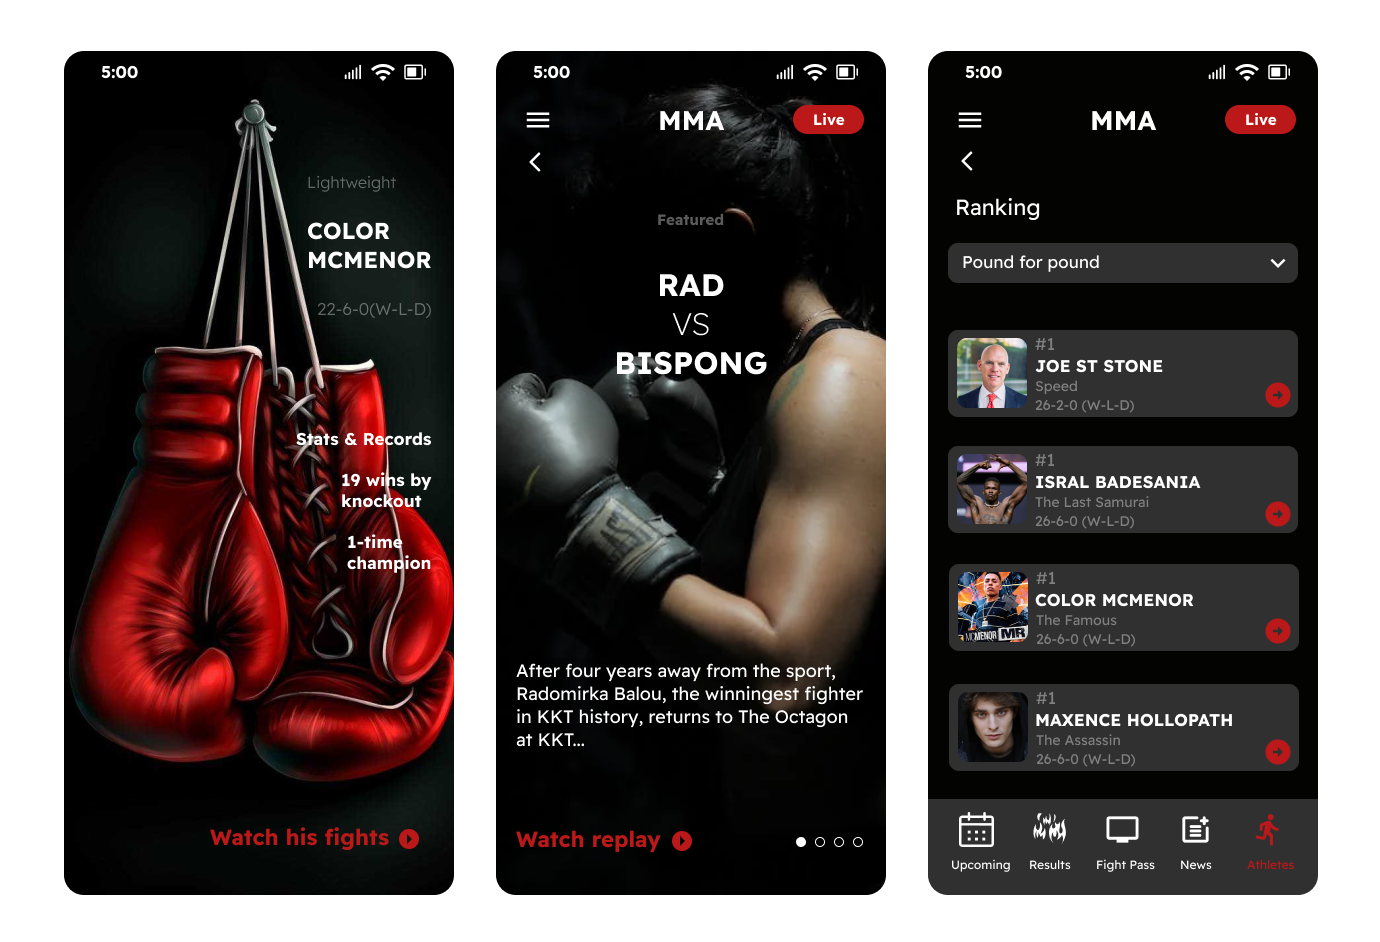 5:00
Lightweight
COLOR
MCMENOR
22-6-0(W-L-D)
Stats & Records
19 wins by
knockout
1-time
champion
Watch his fights
5:00
MMA
Live
Featured
RAD
VS
BISPONG
After four years away from the sport,
Radomirka Balou, the winningest fighter
in KKT history, returns to The Octagon
at KKT...
Watch replay
5:00
MMA
Live
Ranking
Pound for pound
#1
JOE ST STONE
Speed
26-2-0 (W-L-D)
#1
ISRAL BADESANIA
The Last Samurai
26-6-0 (W-L-D)
#1
COLOR MCMENOR
The Famous
26-6-0 (W-L-D)
MCMENOR MR
#1
MAXENCE HOLLOPATH
The Assassin
26-6-0 (W-L-D)
Upcoming
Results
Fight Pass
News
Athletes